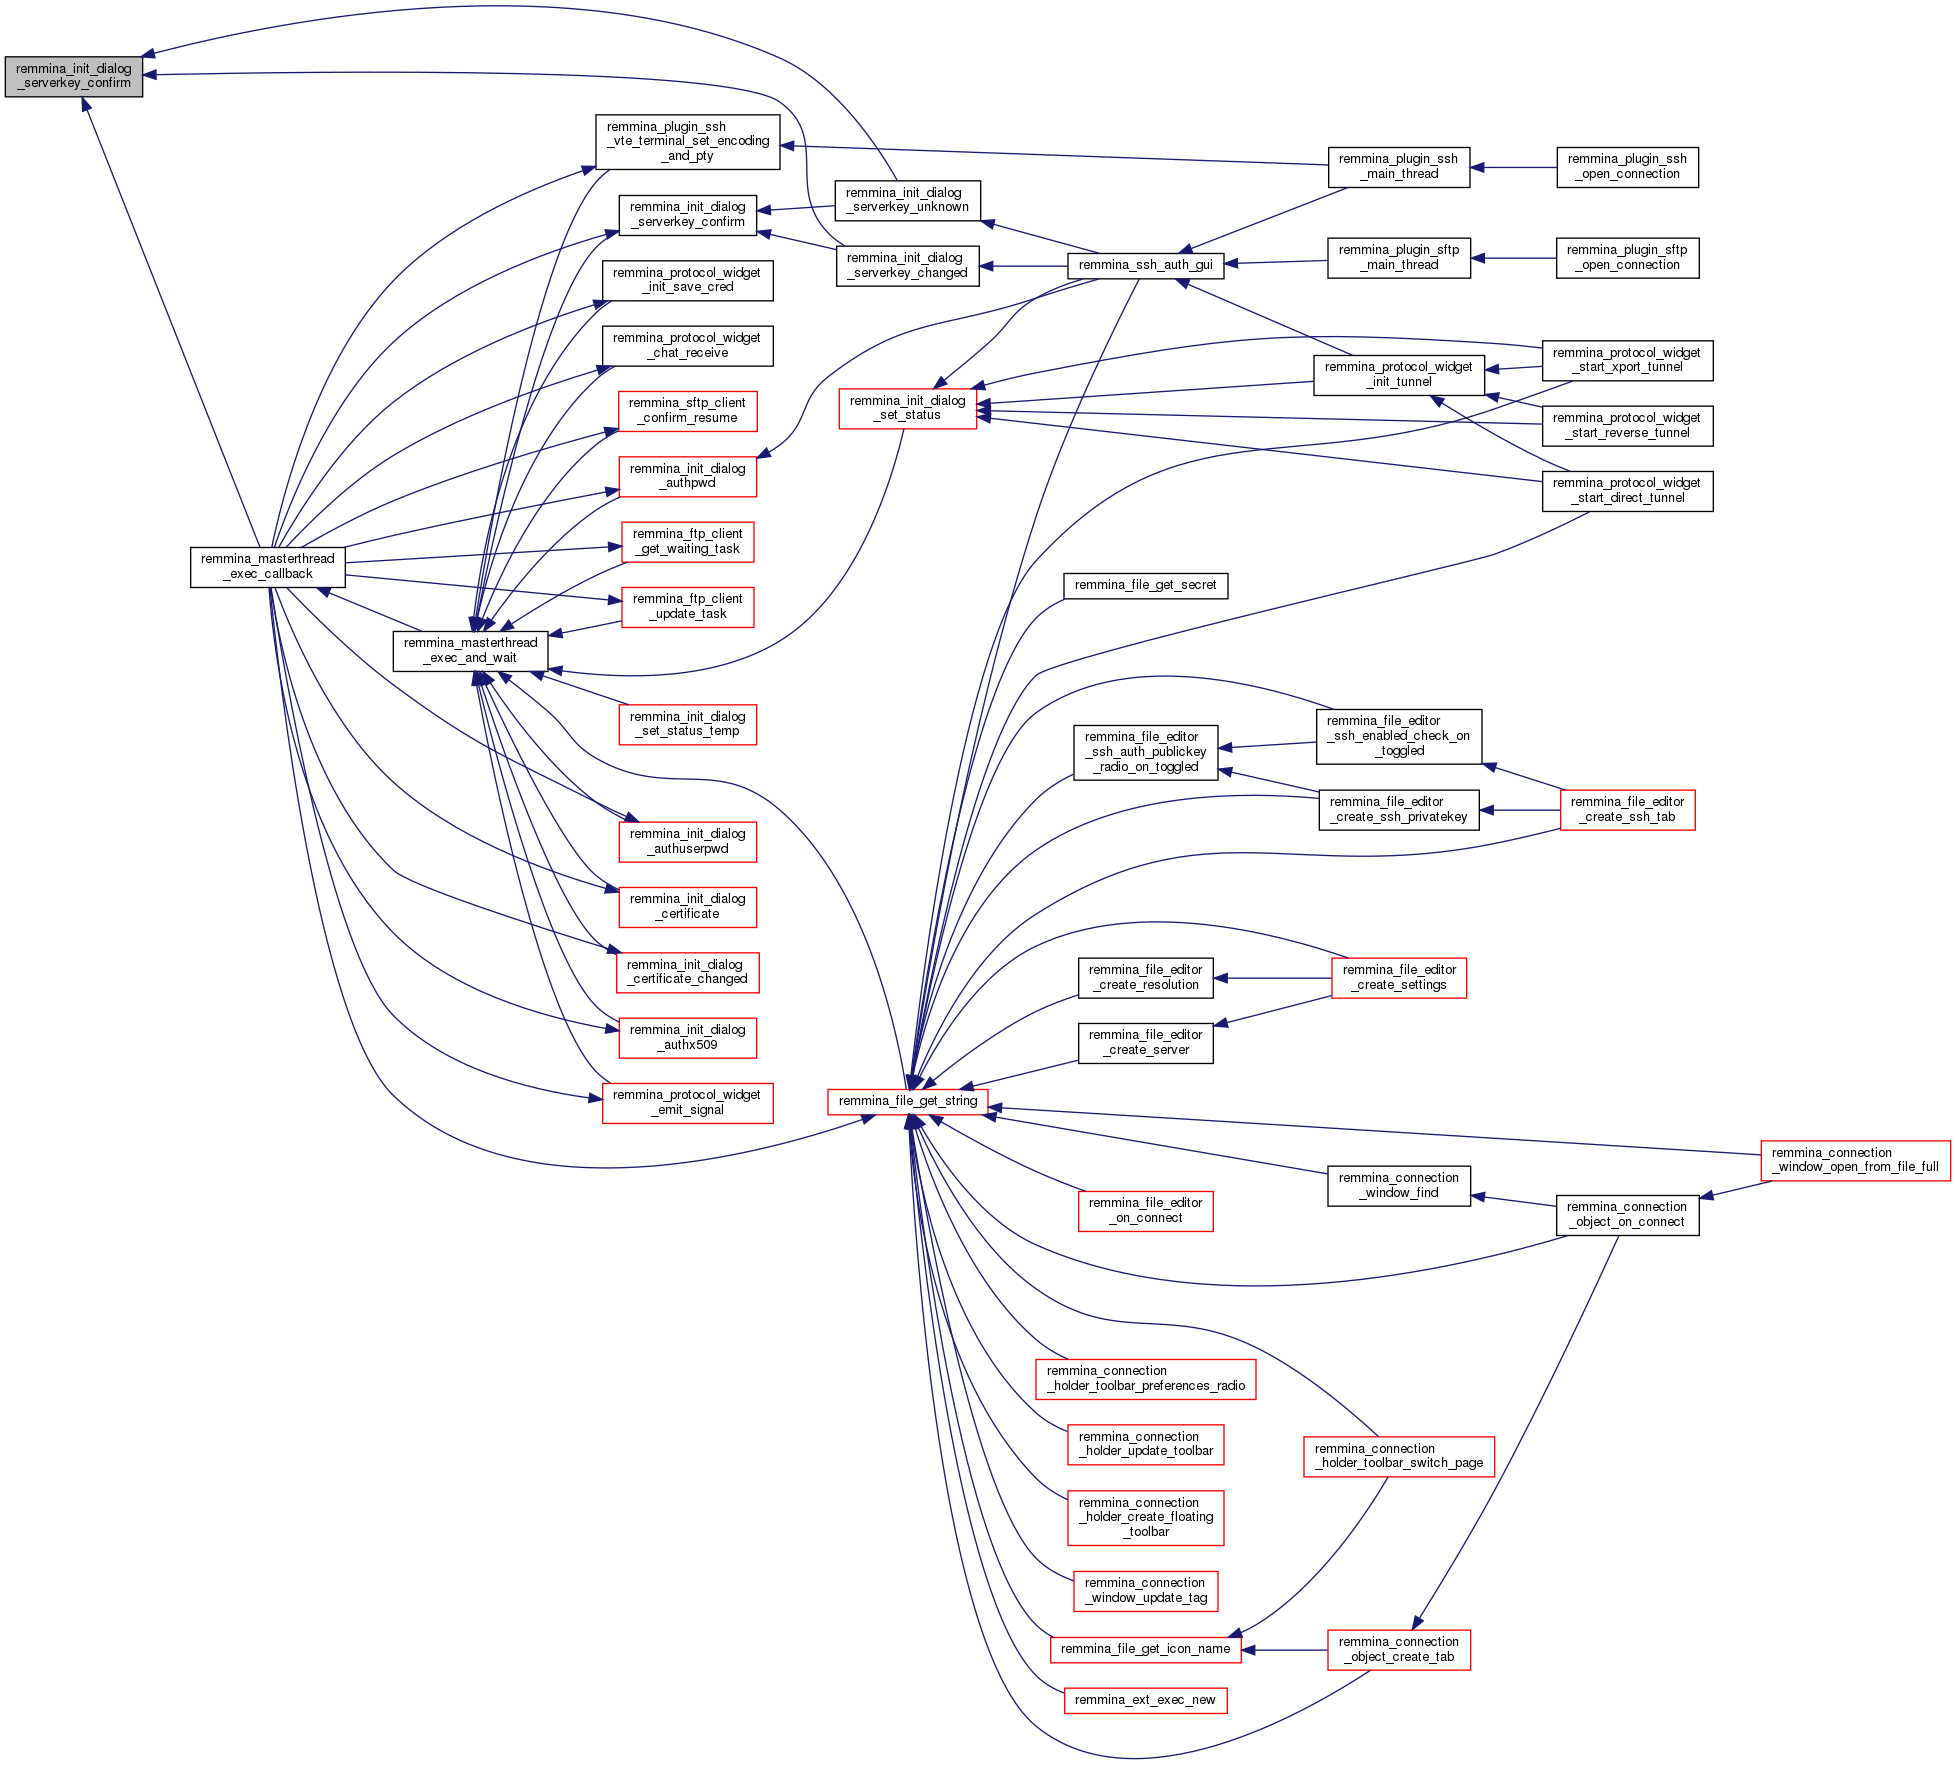 remmina_init_dialog
_serverkey_confirm
remmina_masterthread
_exec_callback
remmina_masterthread
_exec_and_wait
remmina_plugin_ssh
_vte_terminal_set_encoding
_and_pty
remmina_init_dialog
_serverkey_confirm
remmina_protocol_widget
_init_save_cred
remmina_protocol_widget
_chat_receive
remmina_sftp_client
_confirm_resume
remmina_init_dialog
_authpwd
remmina_ftp_client
_get_waiting_task
remmina_ftp_client
_update_task
remmina_init_dialog
_set_status_temp
remmina_init_dialog
_authuserpwd
remmina_init_dialog
_certificate
remmina_init_dialog
_certificate_changed
remmina_init_dialog
_authx509
remmina_protocol_widget
_emit_signal
remmina_init_dialog
_serverkey_unknown
remmina_init_dialog
_serverkey_changed
remmina_init_dialog
_set_status
remmina_file_get_string
remmina_ssh_auth_gui
remmina_file_get_secret
remmina_file_editor
_ssh_auth_publickey
_radio_on_toggled
remmina_file_editor
_create_resolution
remmina_file_editor
_create_server
remmina_file_editor
_on_connect
remmina_connection
_holder_toolbar_preferences_radio
remmina_connection
_holder_update_toolbar
remmina_connection
_holder_create_floating
_toolbar
remmina_connection
_window_update_tag
remmina_file_get_icon_name
remmina_ext_exec_new
remmina_plugin_ssh
_main_thread
remmina_plugin_sftp
_main_thread
remmina_protocol_widget
_init_tunnel
remmina_file_editor
_ssh_enabled_check_on
_toggled
remmina_file_editor
_create_ssh_privatekey
remmina_file_editor
_create_settings
remmina_connection
_window_find
remmina_connection
_holder_toolbar_switch_page
remmina_connection
_object_create_tab
remmina_plugin_ssh
_open_connection
remmina_plugin_sftp
_open_connection
remmina_protocol_widget
_start_xport_tunnel
remmina_protocol_widget
_start_reverse_tunnel
remmina_protocol_widget
_start_direct_tunnel
remmina_file_editor
_create_ssh_tab
remmina_connection
_object_on_connect
remmina_connection
_window_open_from_file_full